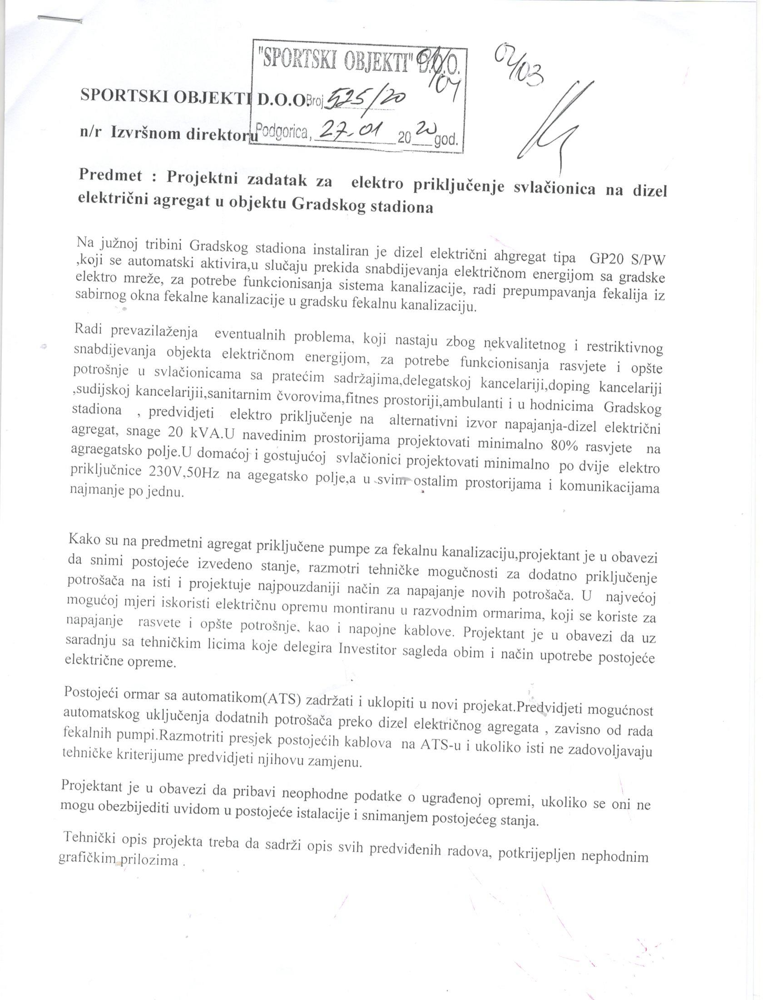 "SPORTSKI OBJEKTI" D.O.O.
01/04
02/03
SPORTSKI OBJEKTI D.O.O. Broj 525/20
n/r Izvršnom direktoru Podgorica, 27.01 2020 god.
Predmet : Projektni zadatak za elektro priključenje svlačionica na dizel
električni agregat u objektu Gradskog stadiona
Na južnoj tribini Gradskog stadiona instaliran je dizel električni ahgregat tipa GP20 S/PW
,koji se automatski aktivira,u slučaju prekida snabdijevanja električnom energijom sa gradske
elektro mreže, za potrebe funkcionisanja sistema kanalizacije, radi prepumpavanja fekalija iz
sabirnog okna fekalne kanalizacije u gradsku fekalnu kanalizaciju.
Radi prevazilaženja eventualnih problema, koji nastaju zbog nekvalitetnog i restriktivnog
snabdijevanja objekta električnom energijom, za potrebe funkcionisanja rasvjete i opšte
potrošnje u svlačionicama sa pratećim sadržajima,delegatskoj kancelariji,doping kancelariji
,sudijskoj kancelarijii,sanitarnim čvorovima,fitnes prostoriji,ambulanti i u hodnicima Gradskog
stadiona , predvidjeti elektro priključenje na alternativni izvor napajanja-dizel električni
agregat, snage 20 kVA.U navedinim prostorijama projektovati minimalno 80% rasvjete na
agraegatsko polje.U domaćoj i gostujućoj svlačionici projektovati minimalno po dvije elektro
priključnice 230V,50Hz na agegatsko polje,a u svim ostalim prostorijama i komunikacijama
najmanje po jednu.
Kako su na predmetni agregat priključene pumpe za fekalnu kanalizaciju,projektant je u obavezi
da snimi postojeće izvedeno stanje, razmotri tehničke mogučnosti za dodatno priključenje
potrošača na isti i projektuje najpouzdaniji način za napajanje novih potrošača. U najvećoj
mogućoj mjeri iskoristi električnu opremu montiranu u razvodnim ormarima, koji se koriste za
napajanje rasvete i opšte potrošnje, kao i napojne kablove. Projektant je u obavezi da uz
saradnju sa tehničkim licima koje delegira Investitor sagleda obim i način upotrebe postojeće
električne opreme.
Postojeći ormar sa automatikom(ATS) zadržati i uklopiti u novi projekat.Predvidjeti mogućnost
automatskog uključenja dodatnih potrošača preko dizel električnog agregata , zavisno od rada
fekalnih pumpi.Razmotriti presjek postojećih kablova na ATS-u i ukoliko isti ne zadovoljavaju
tehničke kriterijume predvidjeti njihovu zamjenu.
Projektant je u obavezi da pribavi neophodne podatke o ugrađenoj opremi, ukoliko se oni ne
mogu obezbijediti uvidom u postojeće istalacije i snimanjem postojećeg stanja.
Tehnički opis projekta treba da sadrži opis svih predviđenih radova, potkrijepljen nephodnim
grafičkim prilozima .